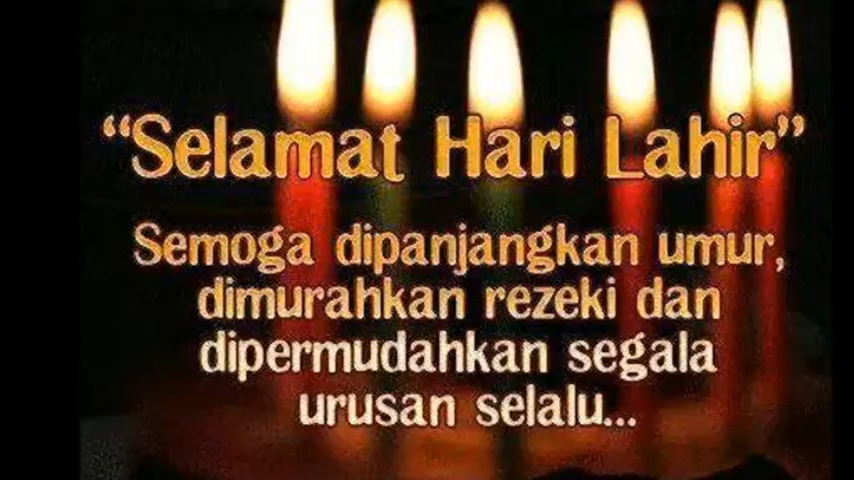 “Selamat Hari Lahir”
Semoga dipanjangkan umur,
dimurahkan rezeki dan
dipermudahkan segala
urusan selalu...